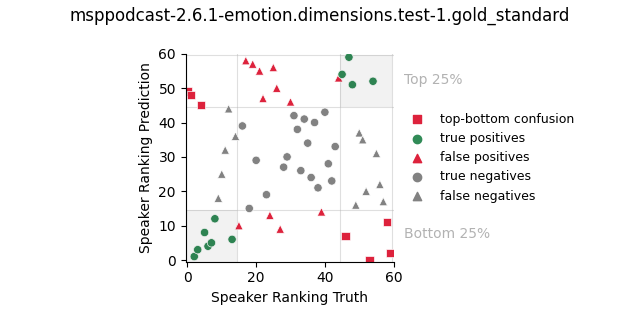 msppodcast-2.6.1-emotion.dimensions.test-1.gold_standard
60
50
40
30
20
10
0
Speaker Ranking Prediction
0
20
40
60
Speaker Ranking Truth
Top 25%
top-bottom confusion
true positives
false positives
true negatives
false negatives
Bottom 25%